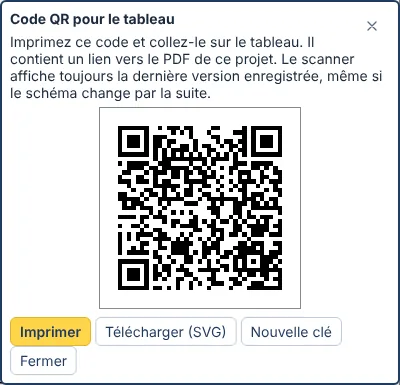 Code QR pour le tableau
Imprimez ce code et collez-le sur le tableau. Il
contient un lien vers le PDF de ce projet. Le scanner
affiche toujours la dernière version enregistrée, même si
le schéma change par la suite.
Imprimer
Télécharger (SVG)
Nouvelle clé
Fermer